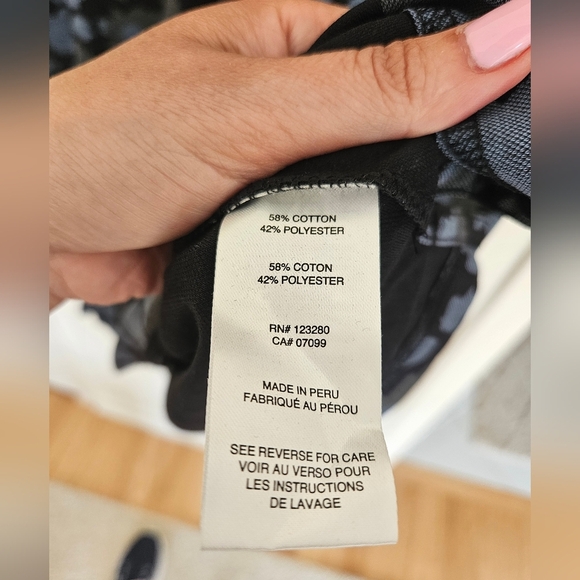 58% COTTON
42% POLYESTER
58% COTON
42% POLYESTER
RN# 123280
CA# 07099
MADE IN PERU
FABRIQUÉ AU PÉROU
SEE REVERSE FOR CARE
VOIR AU VERSO POUR
LES INSTRUCTIONS
DE LAVAGE